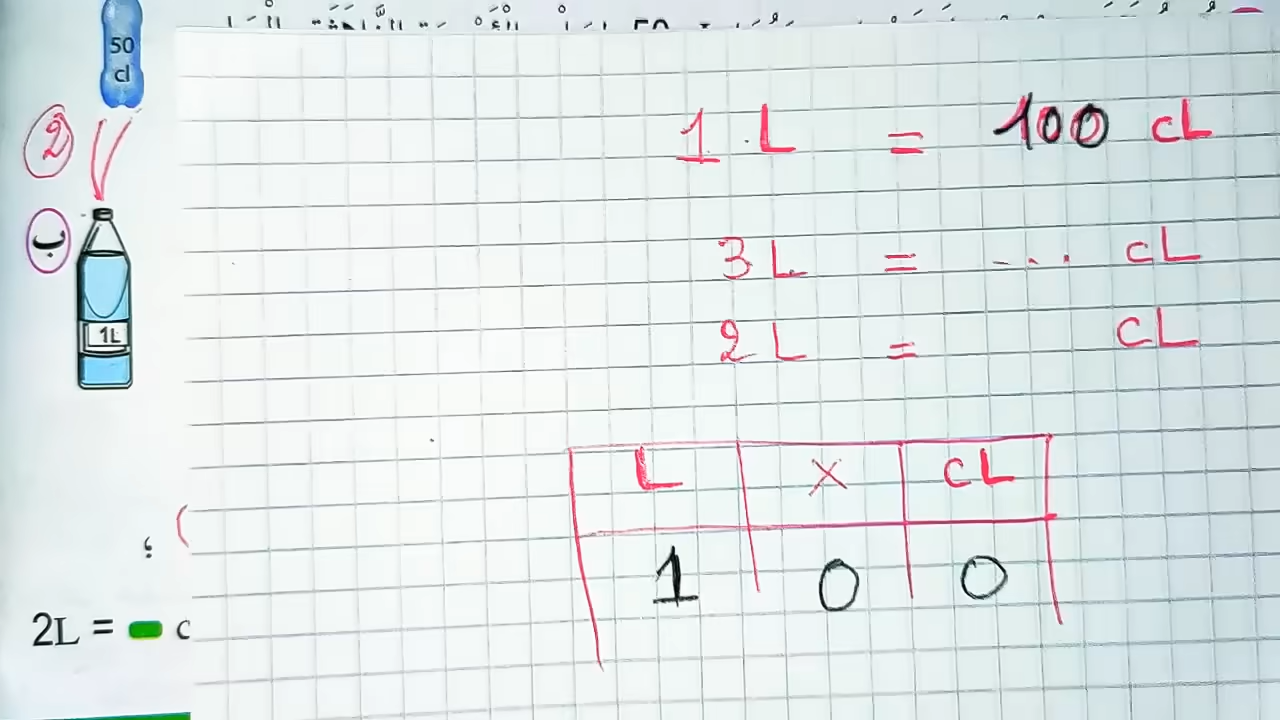 50
cl
2
ب
1L
1 L = 100 cL
3 L = ... cL
2 L = cL
L X cL
1 0 0
؟
2L = c